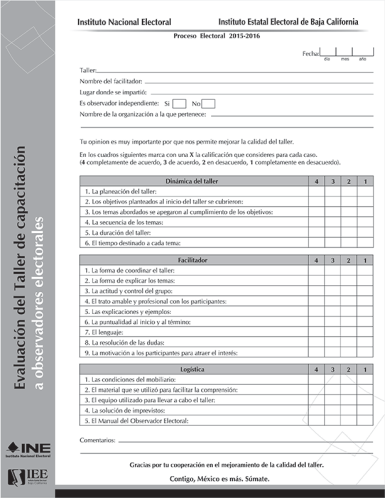 Instituto Nacional Electoral Instituto Estatal Electoral de Baja California
Proceso Electoral 2015-2016
Fecha:
día mes año
Taller:
Nombre del facilitador:
Lugar donde se impartió:
Es observador independiente: Si No
Nombre de la organización a la que pertenece:
Tu opinion es muy importante por que nos permite mejorar la calidad del taller.
En los cuadros siguientes marca con una X la calificación que consideres para cada caso.
(4 completamente de acuerdo, 3 de acuerdo, 2 en desacuerdo, 1 completamente en desacuerdo).
Dinámica del taller 4 3 2 1
1. La planeación del taller:
2. Los objetivos planteados al inicio del taller se cubrieron:
3. Los temas abordados se apegaron al cumplimiento de los objetivos:
4. La secuencia de los temas:
5. La duración del taller:
6. El tiempo destinado a cada tema:
Facilitador 4 3 2 1
1. La forma de coordinar el taller:
2. La forma de explicar los temas:
3. La actitud y control del grupo:
4. El trato amable y profesional con los participantes:
5. Las explicaciones y ejemplos:
6. La puntualidad al inicio y al término:
7. El lenguaje:
8. La resolución de las dudas:
9. La motivación a los participantes para atraer el interés:
Logística 4 3 2 1
1. Las condiciones del mobiliario:
2. El material que se utilizó para facilitar la comprensión:
3. El equipo utilizado para llevar a cabo el taller:
4. La solución de imprevistos:
5. El Manual del Observador Electoral:
Comentarios:
Gracias por tu cooperación en el mejoramiento de la calidad del taller.
Contigo, México es más. Súmate.
Evaluación del Taller de capacitación
a observadores electorales
INE
Instituto Nacional Electoral
IEE